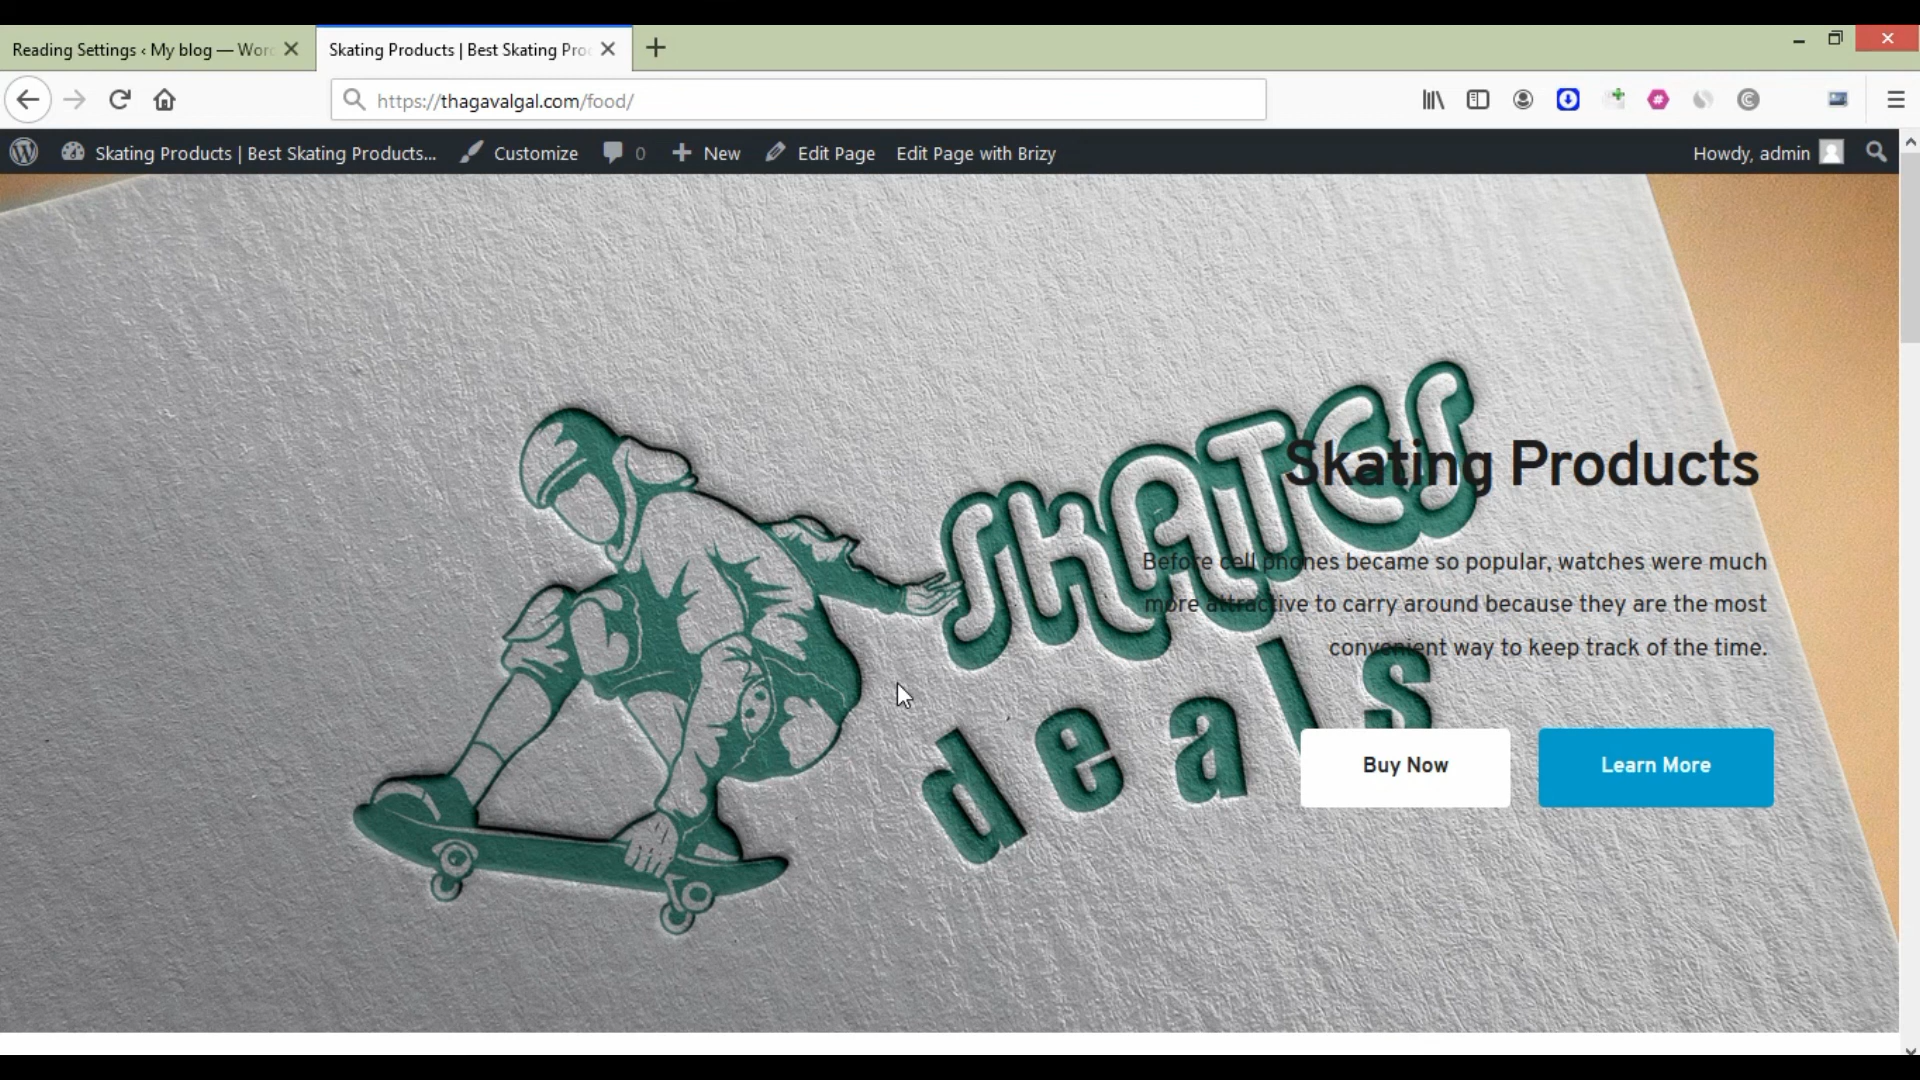 Reading Settings ‹ My blog — Wor
Skating Products | Best Skating Pro
https://thagavalgal.com/food/
Skating Products | Best Skating Products...
Customize
0
New
Edit Page
Edit Page with Brizy
Howdy, admin
SKATES
deals
Skating Products
Before cell phones became so popular, watches were much
more attractive to carry around because they are the most
convenient way to keep track of the time.
Buy Now
Learn More